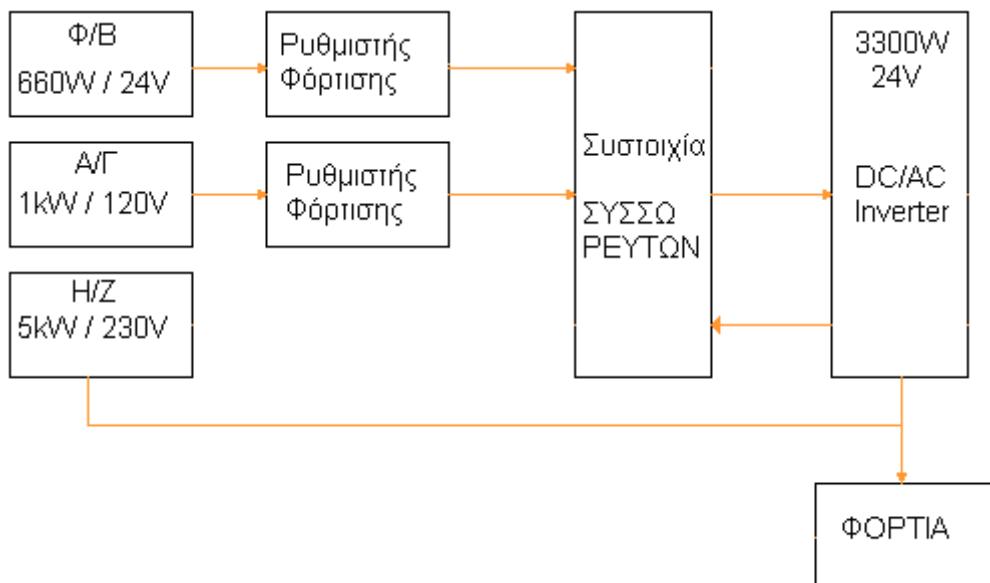 Φ/Β
660W / 24V
Ρυθμιστής
Φόρτισης
Α/Γ
1kW / 120V
Ρυθμιστής
Φόρτισης
Η/Ζ
5kW / 230V
Συστοιχία
ΣΥΣΣΩ
ΡΕΥΤΩΝ
3300W
24V
DC/AC
Inverter
ΦΟΡΤΙΑ